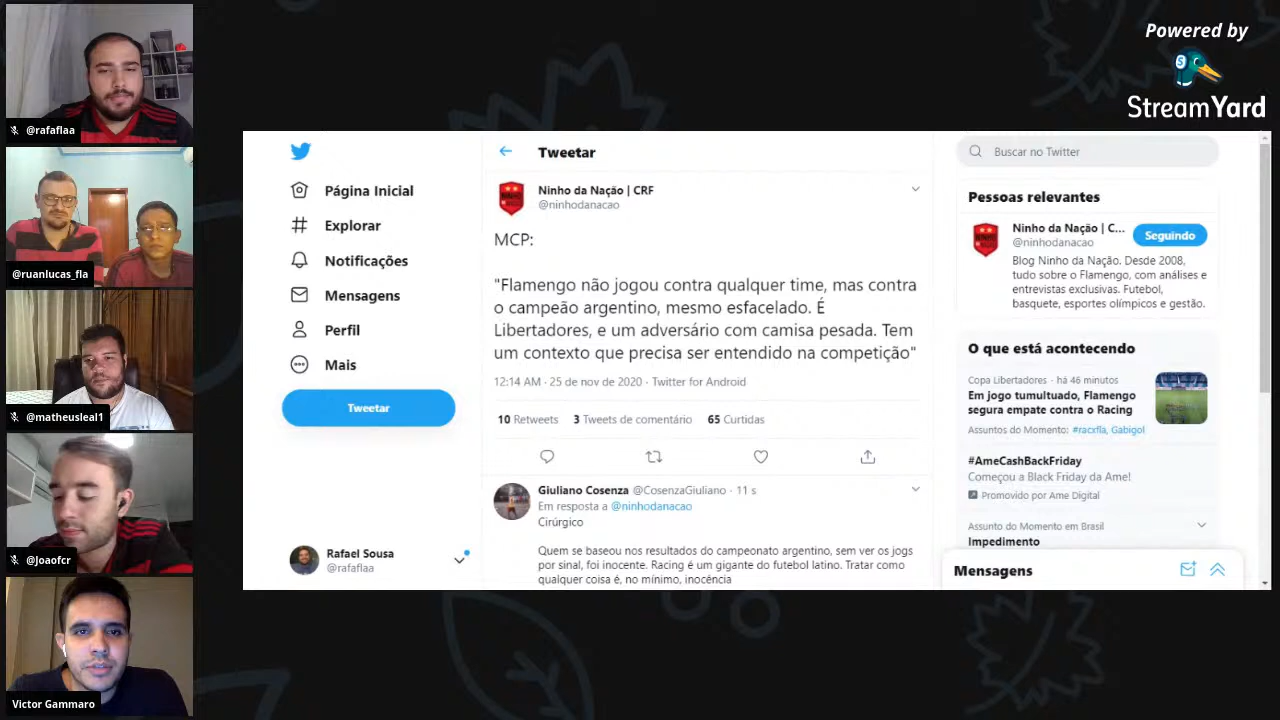 Powered by
StreamYard
@rafaflaa
@ruanlucas_fla
@matheusleal1
@joaofcr
Victor Gammaro
Página Inicial
Explorar
Notificações
Mensagens
Perfil
Mais
Tweetar
Rafael Sousa
@rafaflaa
Tweetar
Ninho da Nação | CRF
@ninhodanacao
MCP:
"Flamengo não jogou contra qualquer time, mas contra
o campeão argentino, mesmo esfacelado. É
Libertadores, e um adversário com camisa pesada. Tem
um contexto que precisa ser entendido na competição"
12:14 AM · 25 de nov de 2020 · Twitter for Android
10 Retweets 3 Tweets de comentário 65 Curtidas
Giuliano Cosenza @CosenzaGiuliano · 11 s
Em resposta a @ninhodanacao
Cirúrgico
Quem se baseou nos resultados do campeonato argentino, sem ver os jogs
por sinal, foi inocente. Racing é um gigante do futebol latino. Tratar como
qualquer coisa é, no mínimo, inocência
Buscar no Twitter
Pessoas relevantes
Ninho da Nação | C...
@ninhodanacao
Seguindo
Blog Ninho da Nação. Desde 2008,
tudo sobre o Flamengo, com análises e
entrevistas exclusivas. Futebol,
basquete, esportes olímpicos e gestão.
O que está acontecendo
Copa Libertadores · há 46 minutos
Em jogo tumultuado, Flamengo
segura empate contra o Racing
Assuntos do Momento: #racxfla, Gabigol
#AmeCashBackFriday
Começou a Black Friday da Ame!
Promovido por Ame Digital
Assunto do Momento em Brasil
Impedimento
Mensagens